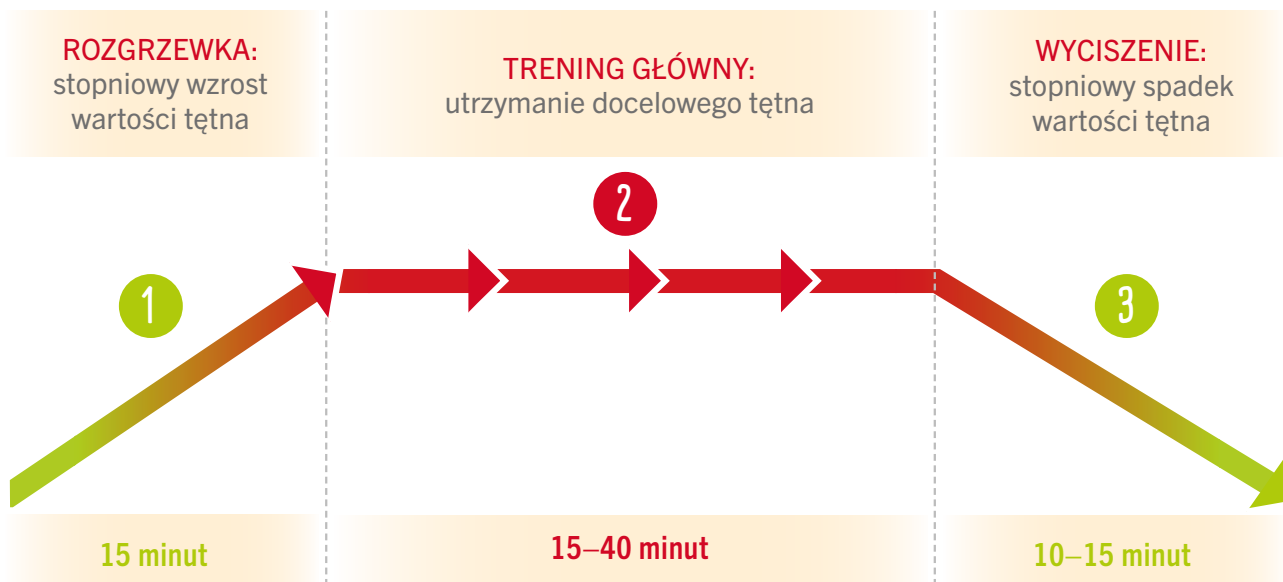 ROZGRZEWKA:
stopniowy wzrost
wartości tętna
TRENING GŁÓWNY:
utrzymanie docelowego tętna
WYCISZENIE:
stopniowy spadek
wartości tętna
1
2
3
15 minut
15–40 minut
10–15 minut